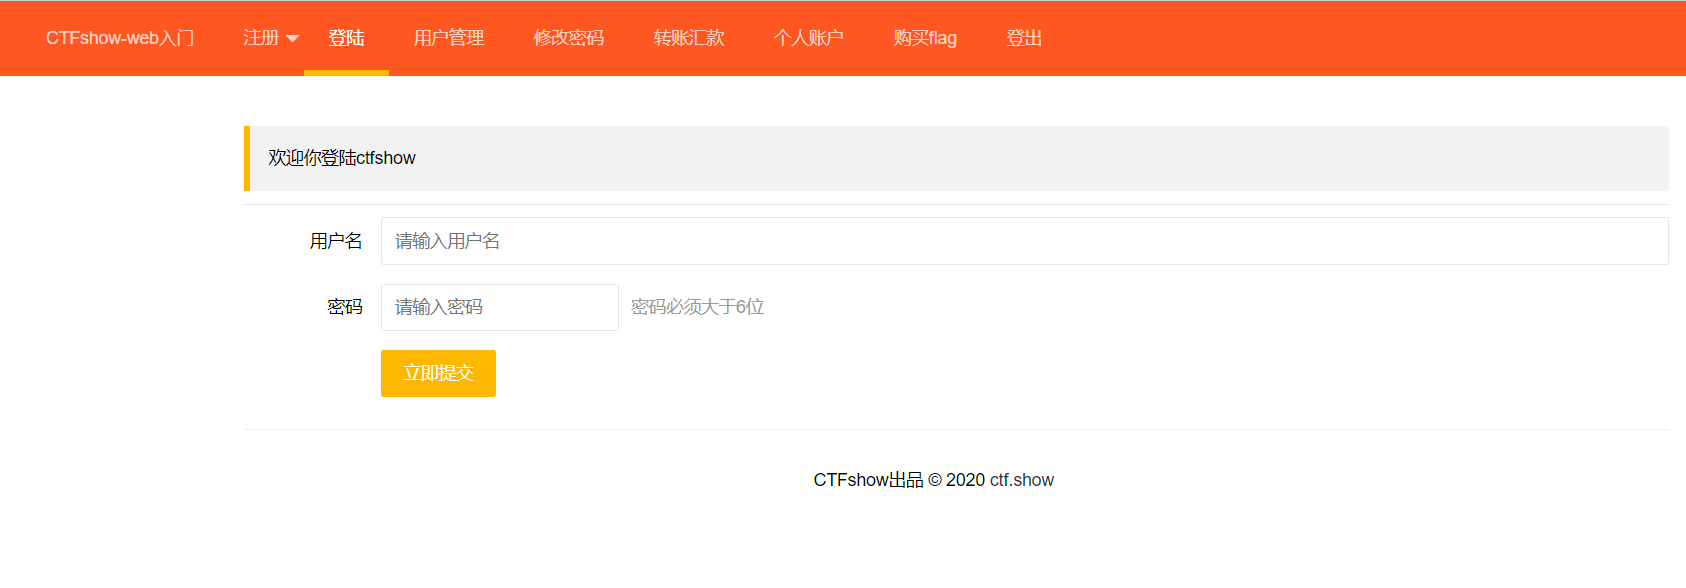 CTFshow-web入门 注册 登陆 用户管理 修改密码 转账汇款 个人账户 购买flag 登出
欢迎你登陆ctfshow
用户名 请输入用户名
密码 请输入密码 密码必须大于6位
立即提交
CTFshow出品 © 2020 ctf.show